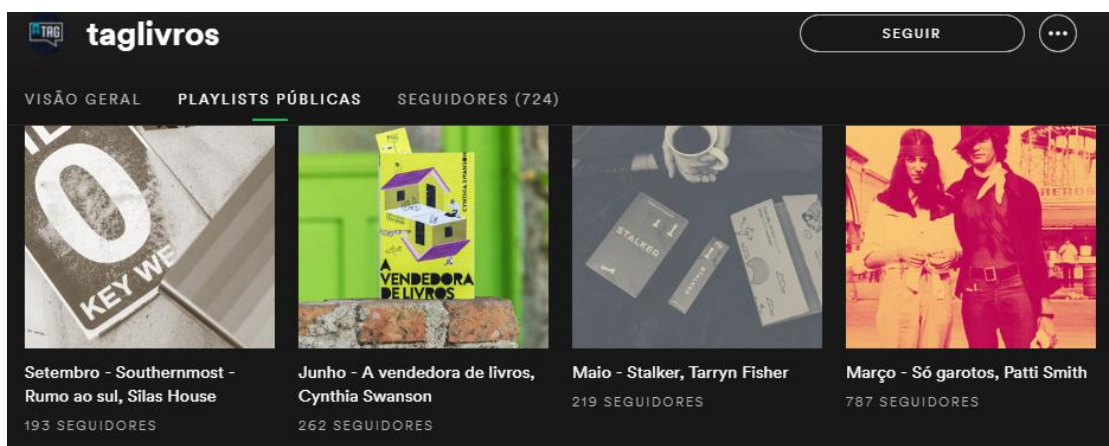 TAG
taglivros
SEGUIR
VISÃO GERAL
PLAYLISTS PÚBLICAS
SEGUIDORES (724)
O
KEY WE
CYNTHIA SWANSON
A
VENDEDORA
DE LIVROS
STALKER
HEROS
Setembro - Southernmost -
Rumo ao sul, Silas House
193 SEGUIDORES
Junho - A vendedora de livros,
Cynthia Swanson
262 SEGUIDORES
Maio - Stalker, Tarryn Fisher
219 SEGUIDORES
Março - Só garotos, Patti Smith
787 SEGUIDORES